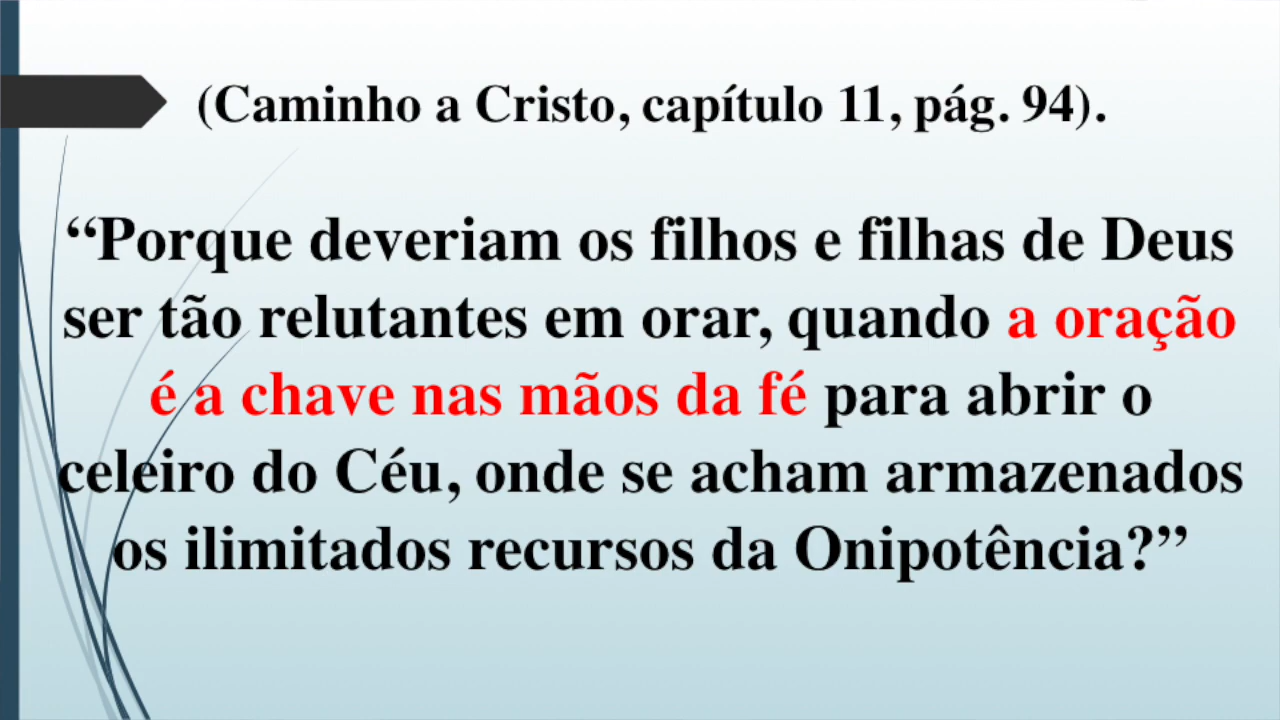 (Caminho a Cristo, capítulo 11, pág. 94).
“Porque deveriam os filhos e filhas de Deus
ser tão relutantes em orar, quando a oração
é a chave nas mãos da fé para abrir o
celeiro do Céu, onde se acham armazenados
os ilimitados recursos da Onipotência?”